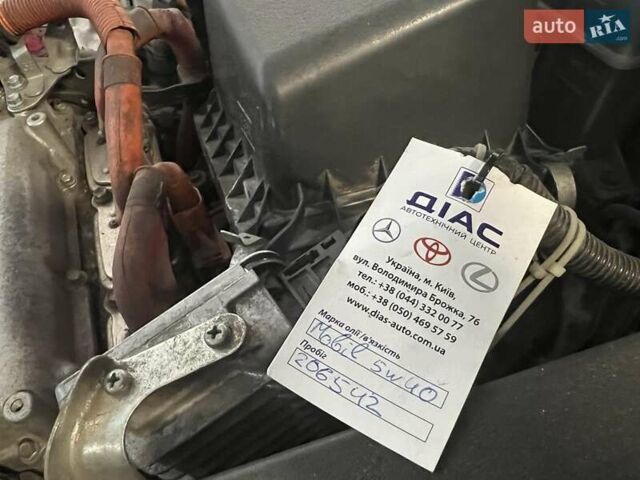 auto RIA.com
ДІАС
АВТОТЕХНІЧНИЙ ЦЕНТР
Україна, м. Київ,
вул. Володимира Брожка, 76
тел.: +38 (044) 332 00 77
моб.: +38 (050) 469 57 59
www.dias-auto.com.ua
Марка олії /в'язкість
Mobil 5w40
Пробіг
206542